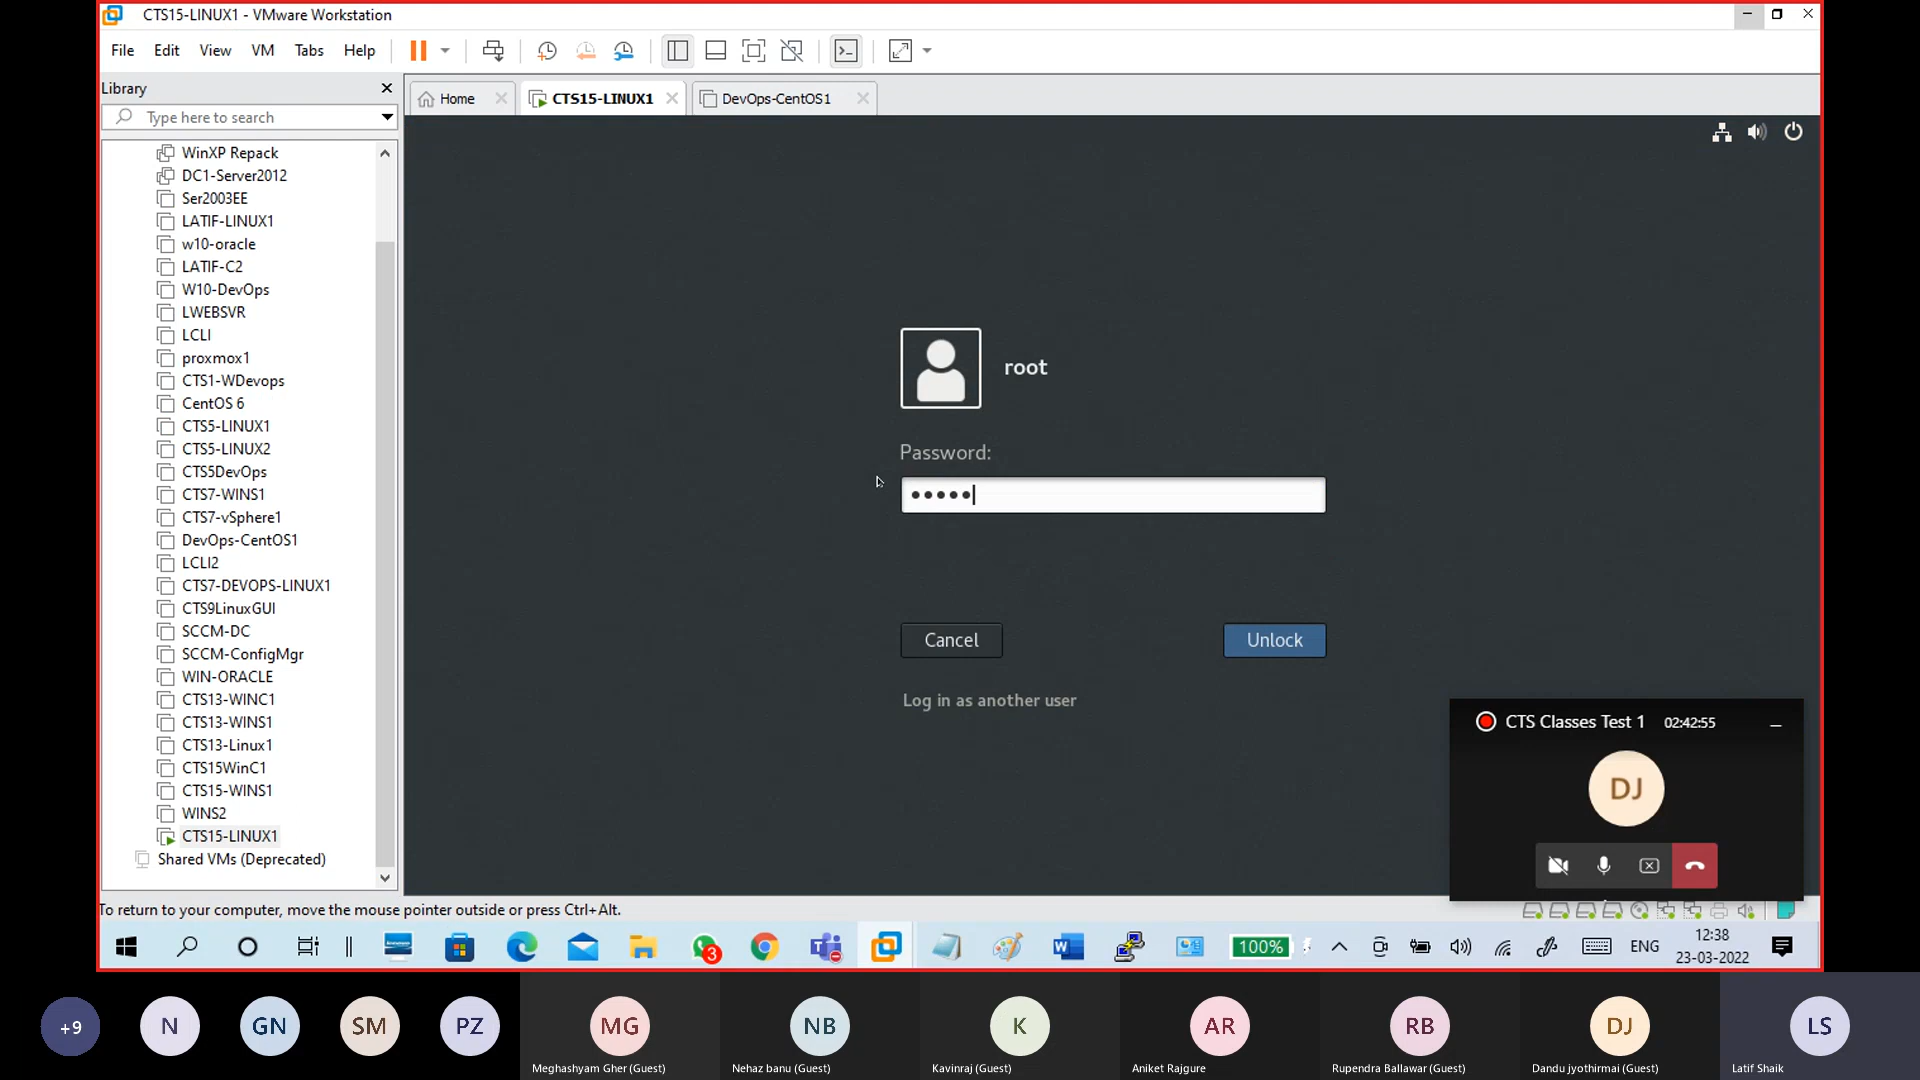 CTS15-LINUX1 - VMware Workstation
File Edit View VM Tabs Help
Library
Type here to search
Home
CTS15-LINUX1
DevOps-CentOS1
WinXP Repack
DC1-Server2012
Ser2003EE
LATIF-LINUX1
w10-oracle
LATIF-C2
W10-DevOps
LWEBSVR
LCLI
proxmox1
CTS1-WDevops
CentOS 6
CTS5-LINUX1
CTS5-LINUX2
CTS5DevOps
CTS7-WINS1
CTS7-vSphere1
DevOps-CentOS1
LCLI2
CTS7-DEVOPS-LINUX1
CTS9LinuxGUI
SCCM-DC
SCCM-ConfigMgr
WIN-ORACLE
CTS13-WINC1
CTS13-WINS1
CTS13-Linux1
CTS15WinC1
CTS15-WINS1
WINS2
CTS15-LINUX1
Shared VMs (Deprecated)
root
Password:
Cancel
Unlock
Log in as another user
CTS Classes Test 1 02:42:55
DJ
To return to your computer, move the mouse pointer outside or press Ctrl+Alt.
3
100%
ENG
12:38
23-03-2022
+9
N
GN
SM
PZ
MG
NB
K
AR
RB
DJ
LS
Meghashyam Gher (Guest)
Nehaz banu (Guest)
Kavinraj (Guest)
Aniket Rajgure
Rupendra Ballawar (Guest)
Dandu jyothirmai (Guest)
Latif Shaik